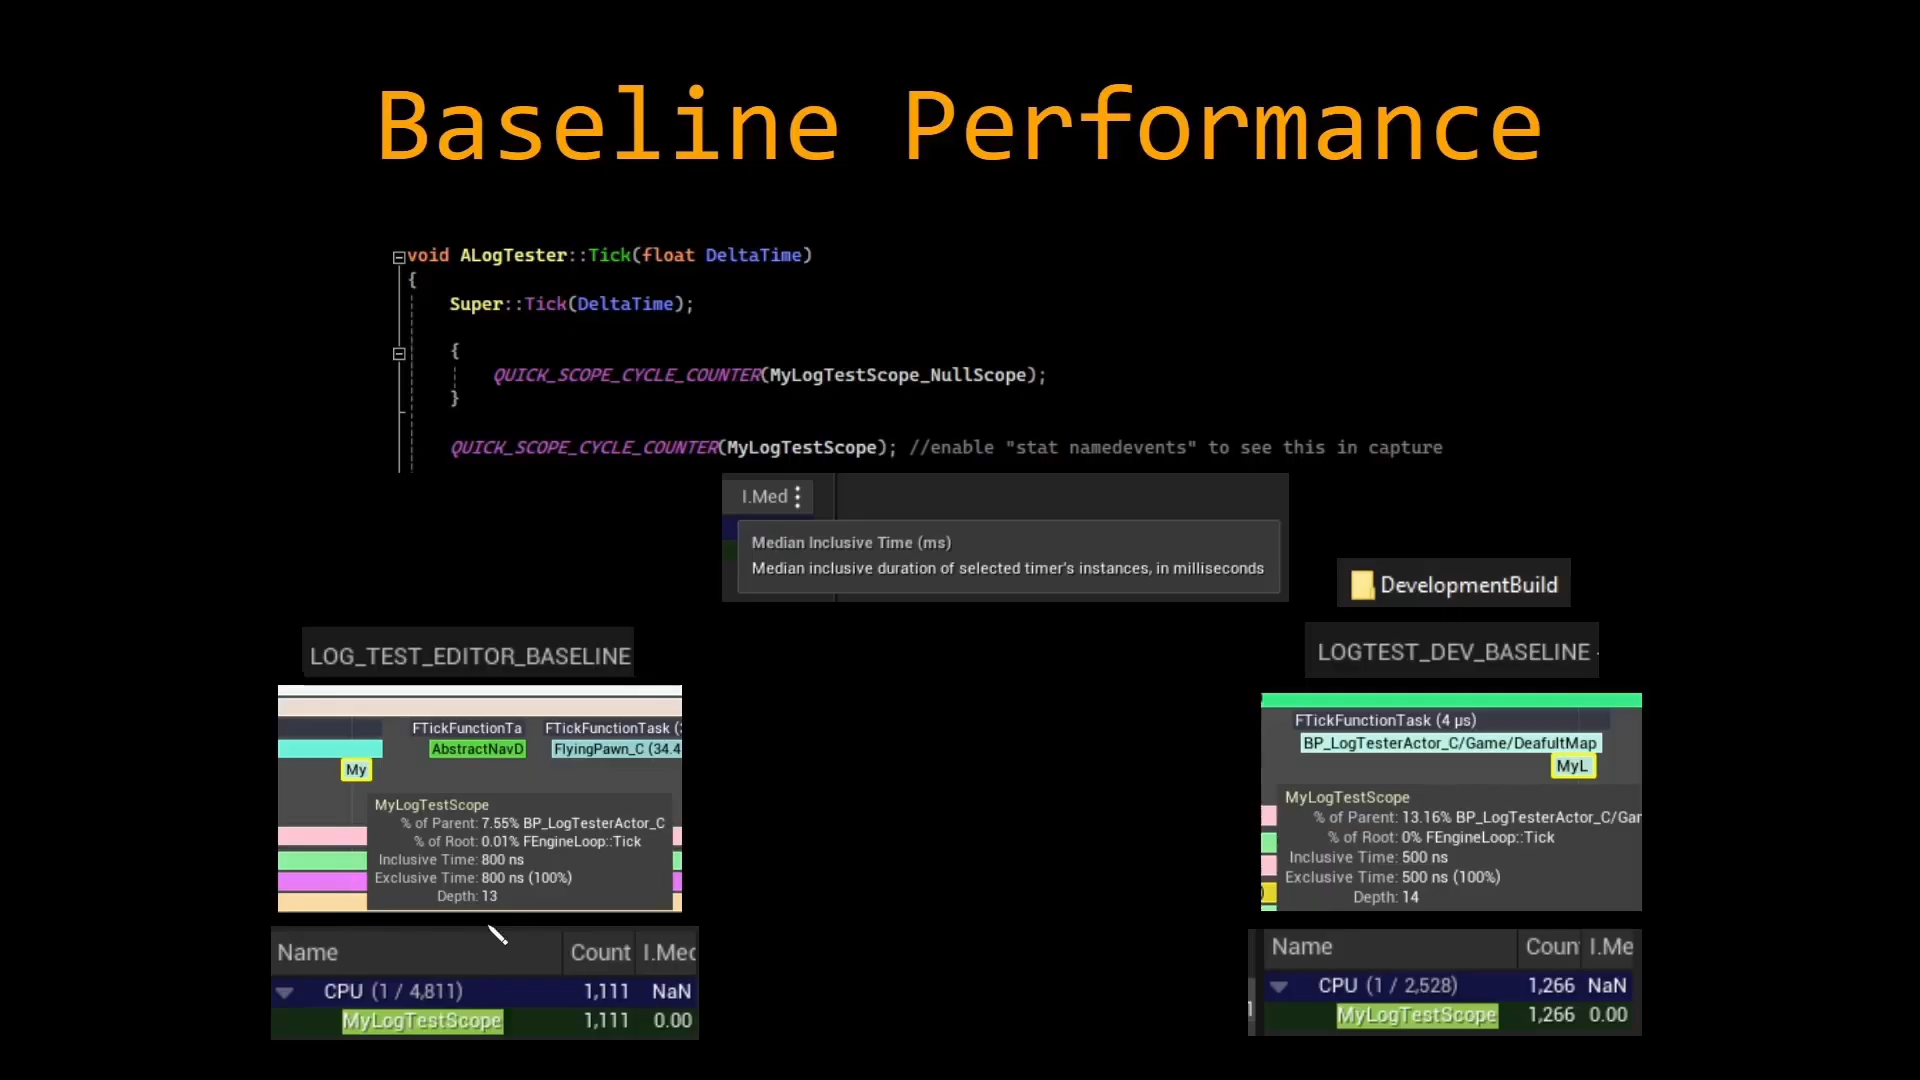 Baseline Performance
void ALogTester::Tick(float DeltaTime)
{
Super::Tick(DeltaTime);
{
QUICK_SCOPE_CYCLE_COUNTER(MyLogTestScope_NullScope);
}
QUICK_SCOPE_CYCLE_COUNTER(MyLogTestScope); //enable "stat namedevents" to see this in capture
I.Med
Median Inclusive Time (ms)
Median inclusive duration of selected timer's instances, in milliseconds
DevelopmentBuild
LOG_TEST_EDITOR_BASELINE
FTickFunctionTa FTickFunctionTask (
AbstractNavD FlyingPawn_C (34.4
My
MyLogTestScope
% of Parent: 7.55% BP_LogTesterActor_C
% of Root: 0.01% FEngineLoop::Tick
Inclusive Time: 800 ns
Exclusive Time: 800 ns (100%)
Depth: 13
Name Count I.Med
CPU (1 / 4,811) 1,111 NaN
MyLogTestScope 1,111 0.00
LOGTEST_DEV_BASELINE
FTickFunctionTask (4 µs)
BP_LogTesterActor_C/Game/DeafultMap
MyL
MyLogTestScope
% of Parent: 13.16% BP_LogTesterActor_C/Gar
% of Root: 0% FEngineLoop::Tick
Inclusive Time: 500 ns
Exclusive Time: 500 ns (100%)
Depth: 14
Name Coun I.Me
CPU (1 / 2,528) 1,266 NaN
MyLogTestScope 1,266 0.00